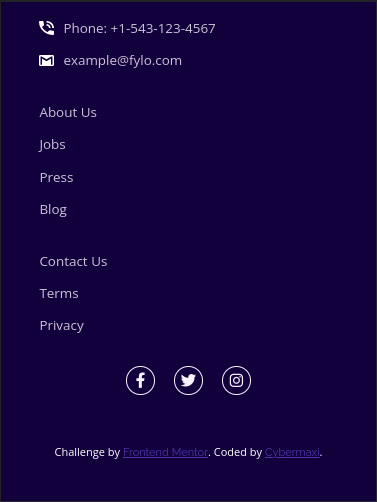 Phone: +1-543-123-4567
example@fylo.com
About Us
Jobs
Press
Blog
Contact Us
Terms
Privacy
Challenge by Frontend Mentor. Coded by Cybermaxi.